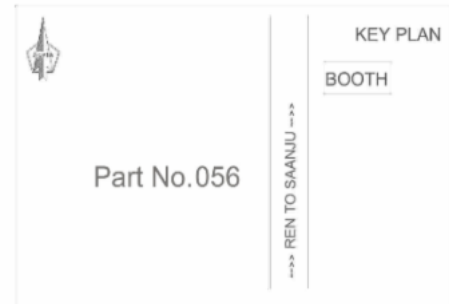 KEY PLAN
BOOTH
Part No.056
--->> REN TO SAANJU --->>